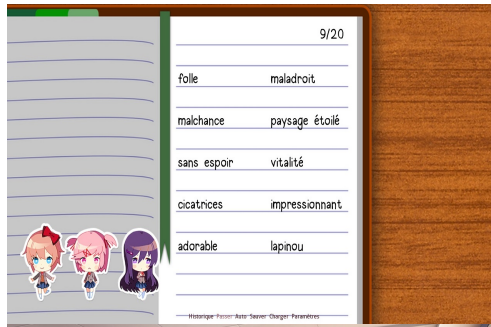 9/20
folle maladroit
malchance paysage étoilé
sans espoir vitalité
cicatrices impressionnant
adorable lapinou
Historique Passer Auto Sauver Charger Paramètres